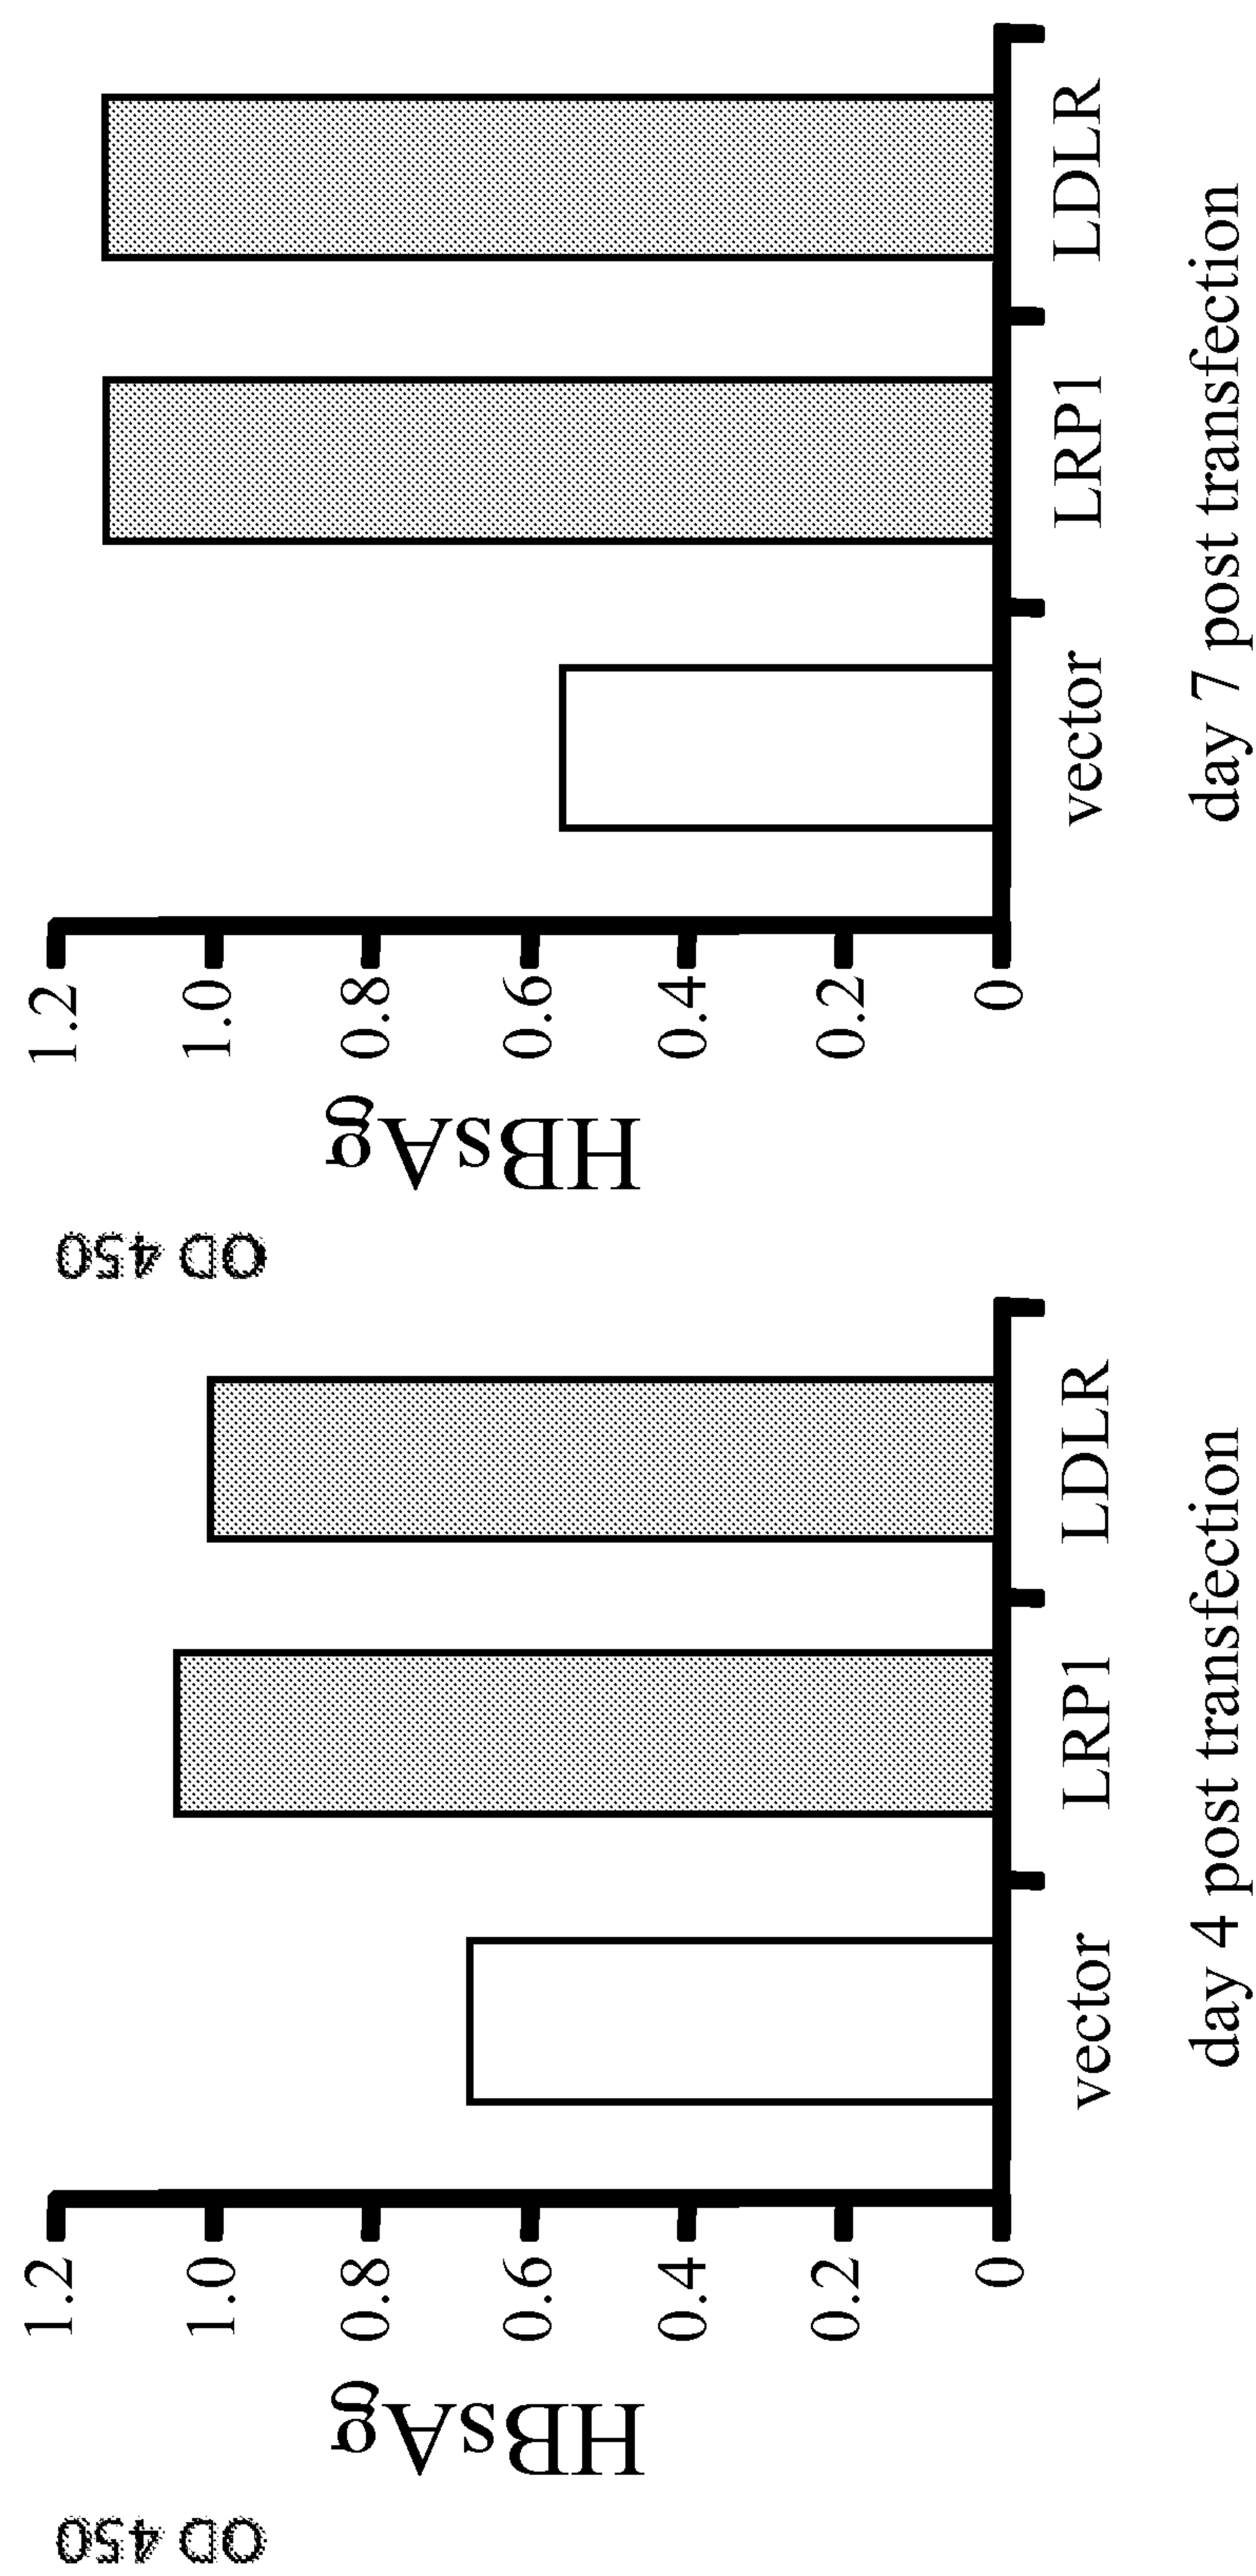 OD 450
HBsAg
1.2
1.0
0.8
0.6
0.4
0.2
0
vector LRP1 LDLR
day 4 post transfection
OD 450
HBsAg
1.2
1.0
0.8
0.6
0.4
0.2
0
vector LRP1 LDLR
day 7 post transfection